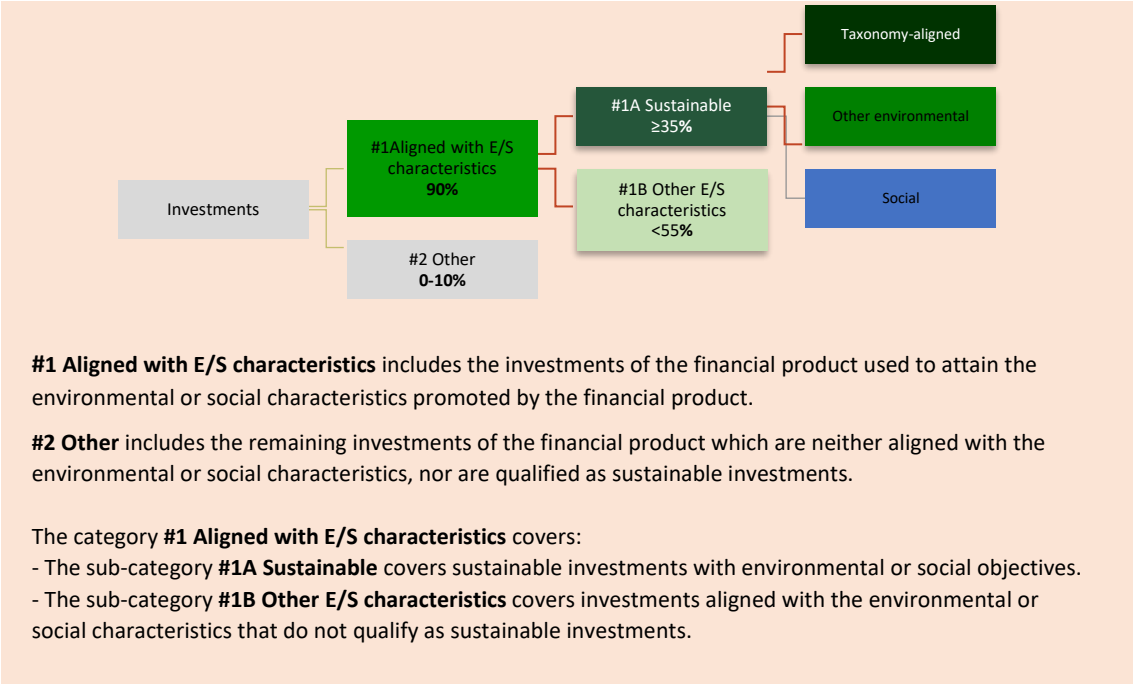 Taxonomy-aligned
#1A Sustainable
≥35%
Other environmental
#1Aligned with E/S
characteristics
90%
#1B Other E/S
characteristics
<55%
Social
Investments
#2 Other
0-10%
#1 Aligned with E/S characteristics includes the investments of the financial product used to attain the
environmental or social characteristics promoted by the financial product.
#2 Other includes the remaining investments of the financial product which are neither aligned with the
environmental or social characteristics, nor are qualified as sustainable investments.
The category #1 Aligned with E/S characteristics covers:
- The sub-category #1A Sustainable covers sustainable investments with environmental or social objectives.
- The sub-category #1B Other E/S characteristics covers investments aligned with the environmental or
social characteristics that do not qualify as sustainable investments.